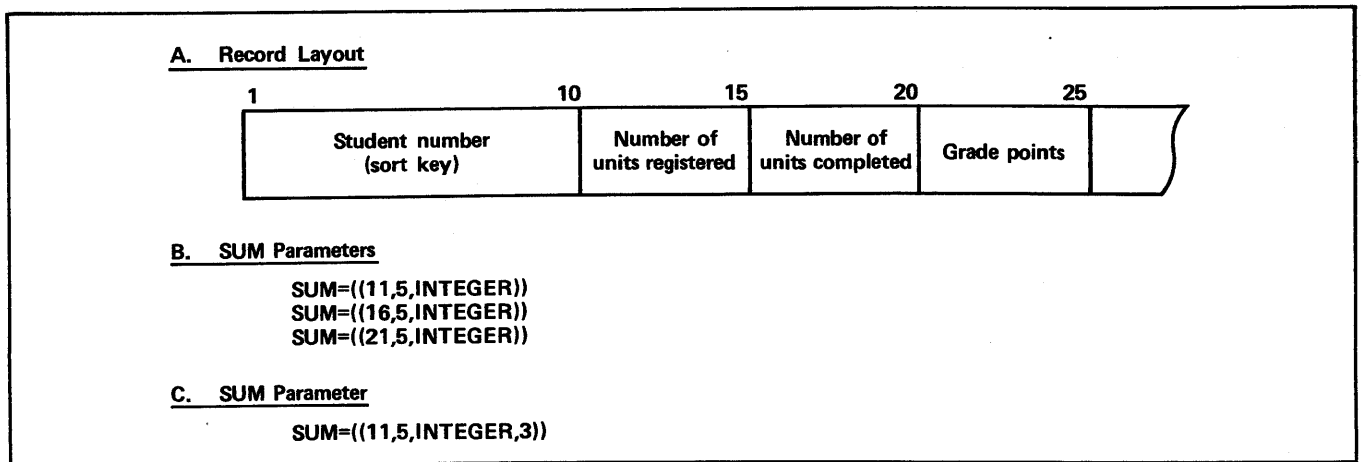 A. Record Layout
1 10 15 20 25
Student number
(sort key)
Number of
units registered
Number of
units completed
Grade points
B. SUM Parameters
SUM=((11,5,INTEGER))
SUM=((16,5,INTEGER))
SUM=((21,5,INTEGER))
C. SUM Parameter
SUM=((11,5,INTEGER,3))